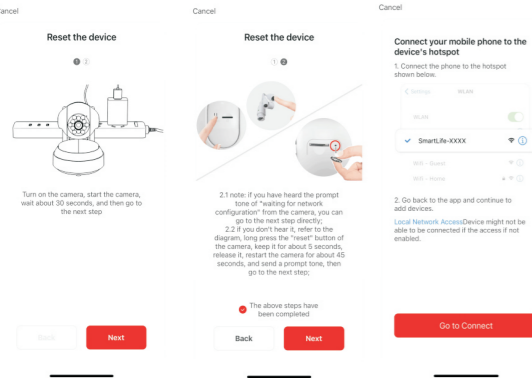 Cancel
Reset the device
1 2
Turn on the camera, start the camera,
wait about 30 seconds, and then go to
the next step
Back
Next
Cancel
Reset the device
1 2
2.1 note: if you have heard the prompt
tone of "waiting for network
configuration" from the camera, you can
go to the next step directly;
2.2 if you don't hear it, refer to the
diagram, long press the "reset" button of
the camera, keep it for about 5 seconds,
release it, restart the camera for about 45
seconds, and send a prompt tone, then
go to the next step;
The above steps have
been completed
Back
Next
Cancel
Connect your mobile phone to the
device's hotspot
1. Connect the phone to the hotspot
shown below.
Settings WLAN
WLAN
SmartLife-XXXX
Wifi - Guest
Wifi - Home
2. Go back to the app and continue to
add devices.
Local Network AccessDevice might not be
able to be connected if the access if not
enabled.
Go to Connect